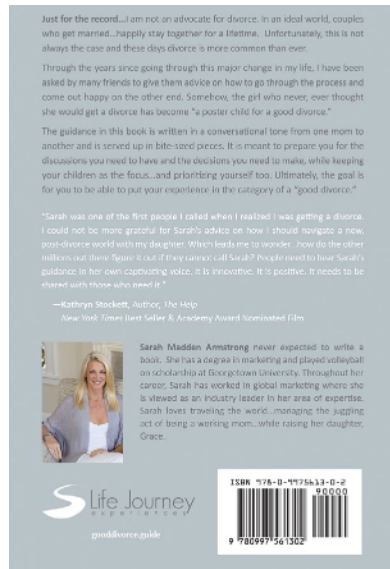 Just for the record...I am not an advocate for divorce. In an ideal world, couples
who get married...happily stay together for a lifetime. Unfortunately, this is not
always the case and these days divorce is more common than ever.
Through the years since going through this major change in my life, I have been
asked by many friends to give them advice on how to go through the process and
come out happy on the other end. Somehow, the girl who never, ever thought
she would get a divorce has become "a poster child for a good divorce."
The guidance in this book is written in a conversational tone from one mom to
another and is served up in bite-sized pieces. It is meant to prepare you for the
discussions you need to have and the decisions you need to make, while keeping
your children as the focus...and prioritizing yourself too. Ultimately, the goal is
for you to be able to put your experience in the category of a "good divorce."
"Sarah was one of the first people I called when I realized I was getting a divorce.
I could not be more grateful for Sarah's advice on how I should navigate a new,
post-divorce world with my daughter. Which leads me to wonder...how do the other
millions out there figure it out if they cannot call Sarah? People need to hear Sarah's
guidance in her own captivating voice. It is innovative. It is positive. It needs to be
shared with those who need it."
—Kathryn Stockett, Author, The Help
New York Times Best Seller & Academy Award Nominated Film
Sarah Madden Armstrong never expected to write a
book. She has a degree in marketing and played volleyball
on scholarship at Georgetown University. Throughout her
career, Sarah has worked in global marketing where she
is viewed as an industry leader in her area of expertise.
Sarah loves traveling the world...managing the juggling
act of being a working mom...while raising her daughter,
Grace.
Life Journey
experiences
gooddivorce.guide
ISBN 978-0-9975613-0-2
90000
9 780997 561302